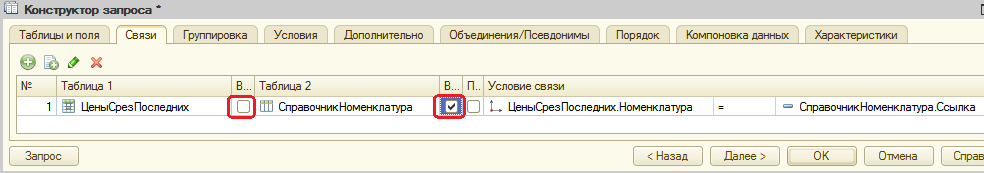 Конструктор запроса *
Таблицы и поля Связи Группировка Условия Дополнительно Объединения/Псевдонимы Порядок Компоновка данных Характеристики
№ Таблица 1 В... Таблица 2 В... П... Условие связи
1 ЦеныСрезПоследних СправочникНоменклатура ЦеныСрезПоследних.Номенклатура = СправочникНоменклатура.Ссылка
Запрос < Назад Далее > OK Отмена Справ